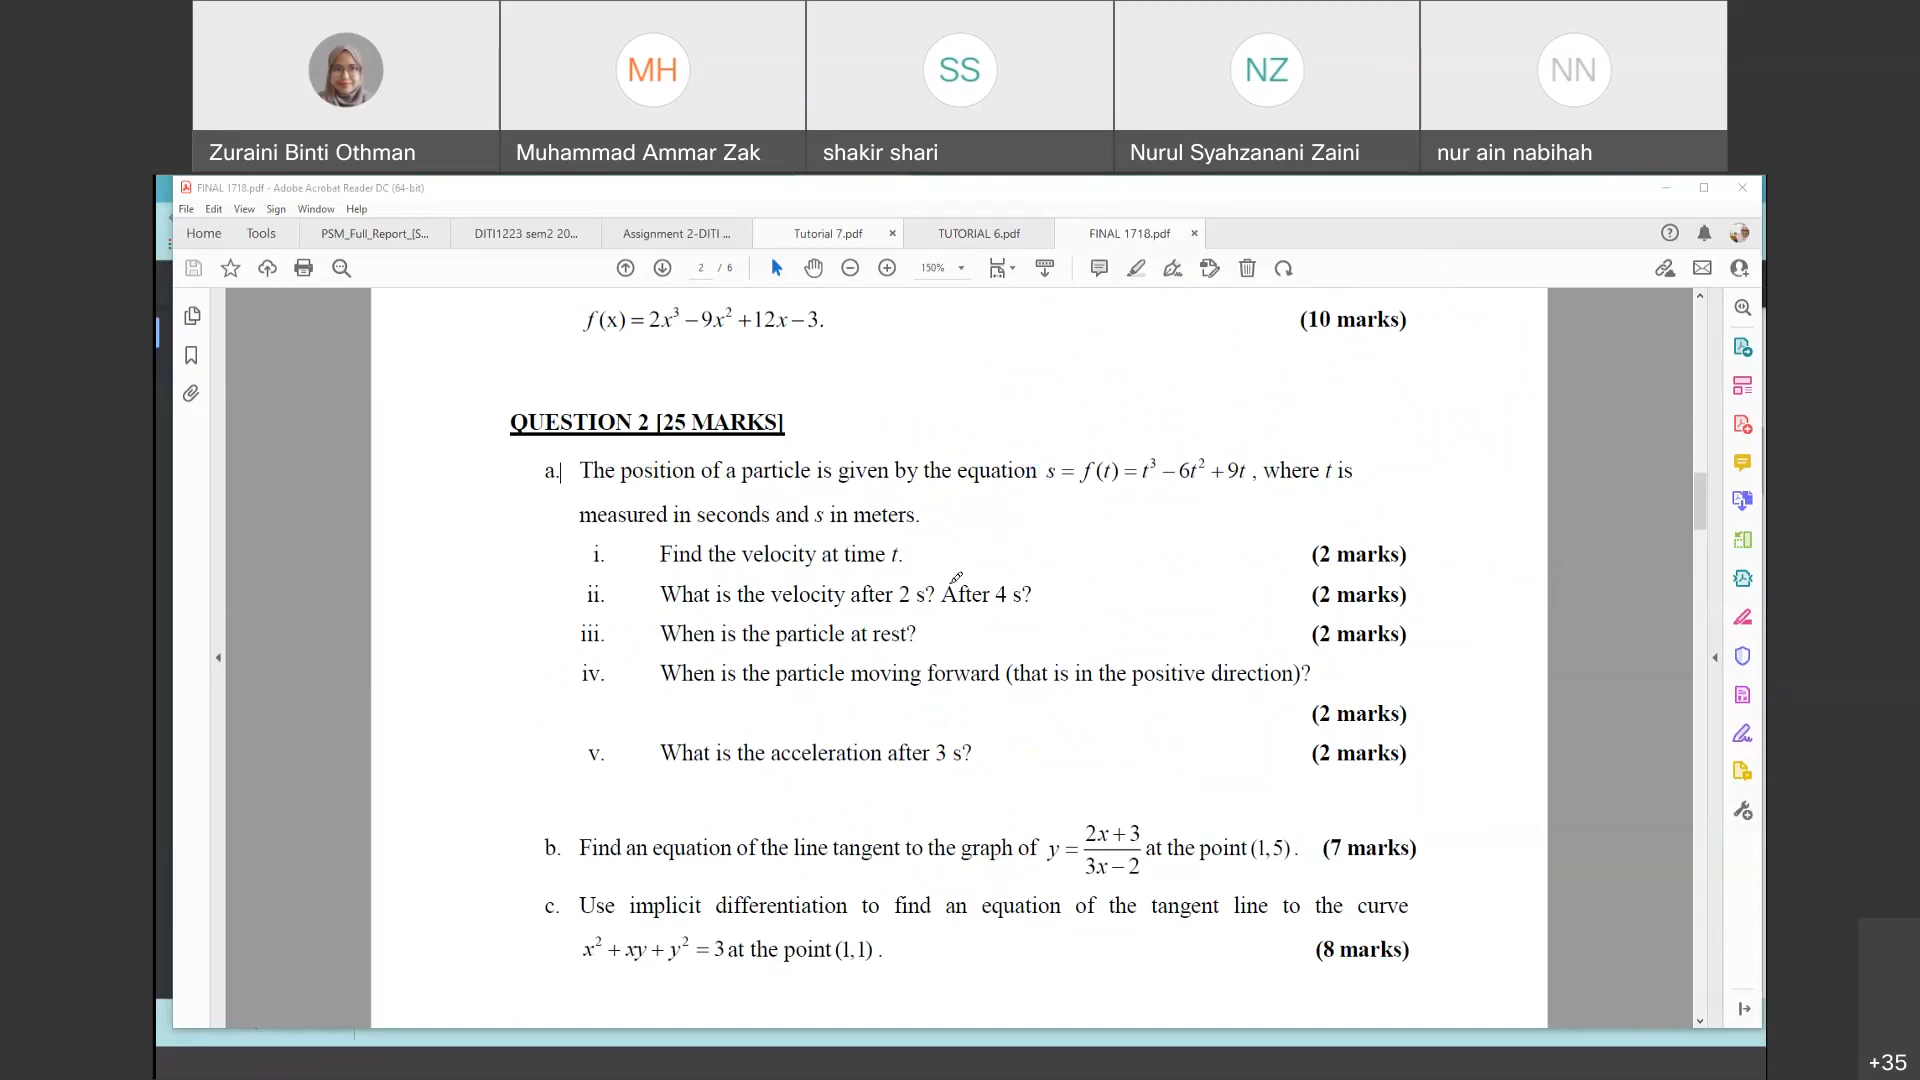 MH
SS
NZ
NN
Zuraini Binti Othman
Muhammad Ammar Zak
shakir shari
Nurul Syahzanani Zaini
nur ain nabihah
FINAL 1718.pdf - Adobe Acrobat Reader DC (64-bit)
File Edit View Sign Window Help
Home Tools PSM_Full_Report_(S... DITI1223 sem2 20... Assignment 2-DITI ... Tutorial 7.pdf × TUTORIAL 6.pdf FINAL 1718.pdf ×
2 / 6 150%
f(x) = 2x³ − 9x² + 12x − 3. (10 marks)
QUESTION 2 [25 MARKS]
a. The position of a particle is given by the equation s = f(t) = t³ − 6t² + 9t , where t is
measured in seconds and s in meters.
i. Find the velocity at time t. (2 marks)
ii. What is the velocity after 2 s? After 4 s? (2 marks)
iii. When is the particle at rest? (2 marks)
iv. When is the particle moving forward (that is in the positive direction)?
(2 marks)
v. What is the acceleration after 3 s? (2 marks)
b. Find an equation of the line tangent to the graph of y = (2x + 3)/(3x − 2) at the point (1,5). (7 marks)
c. Use implicit differentiation to find an equation of the tangent line to the curve
x² + xy + y² = 3 at the point (1,1). (8 marks)
+35